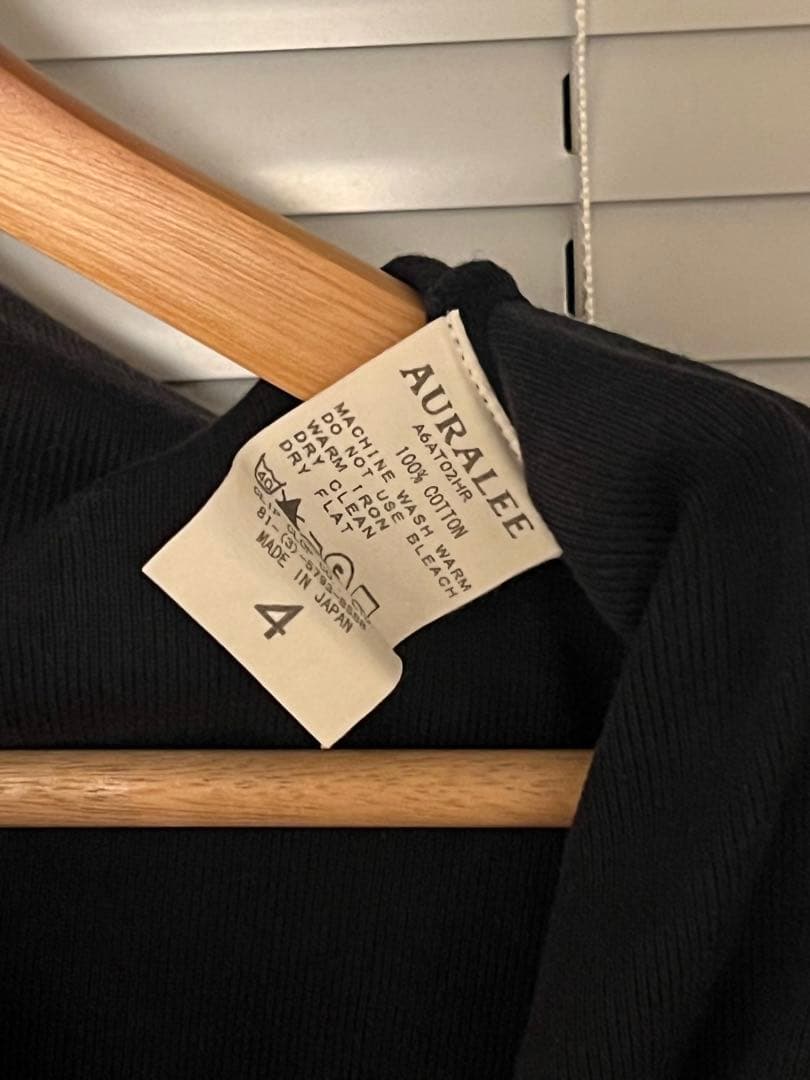 AURALEE
A6AT02HR
100% COTTON
MACHINE WASH WARM
DO NOT USE BLEACH
WARM IRON
DRY CLEAN
DRY FLAT
40
MADE IN JAPAN
4